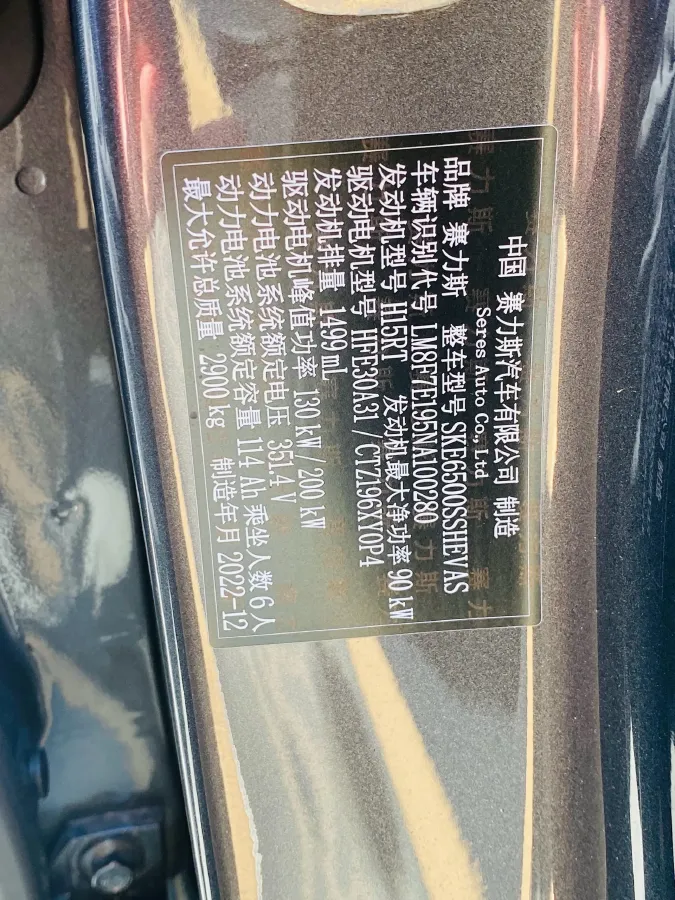 中国 赛力斯汽车有限公司 制造
Seres Auto Co., Ltd
品牌 赛力斯 整车型号 SKE6500SSHEVAS
车辆识别代号 LM8F7E195NA100280
发动机型号 H15RT 发动机最大净功率 90 kW
驱动电机型号 HFE30A31 /CTZ196XY0P4
发动机排量 1499 mL
驱动电机峰值功率 130 kW/200 kW
动力电池系统额定电压 351.4 V
动力电池系统额定容量 114 Ah 乘坐人数 6 人
最大允许总质量 2900 kg 制造年月 2022-12